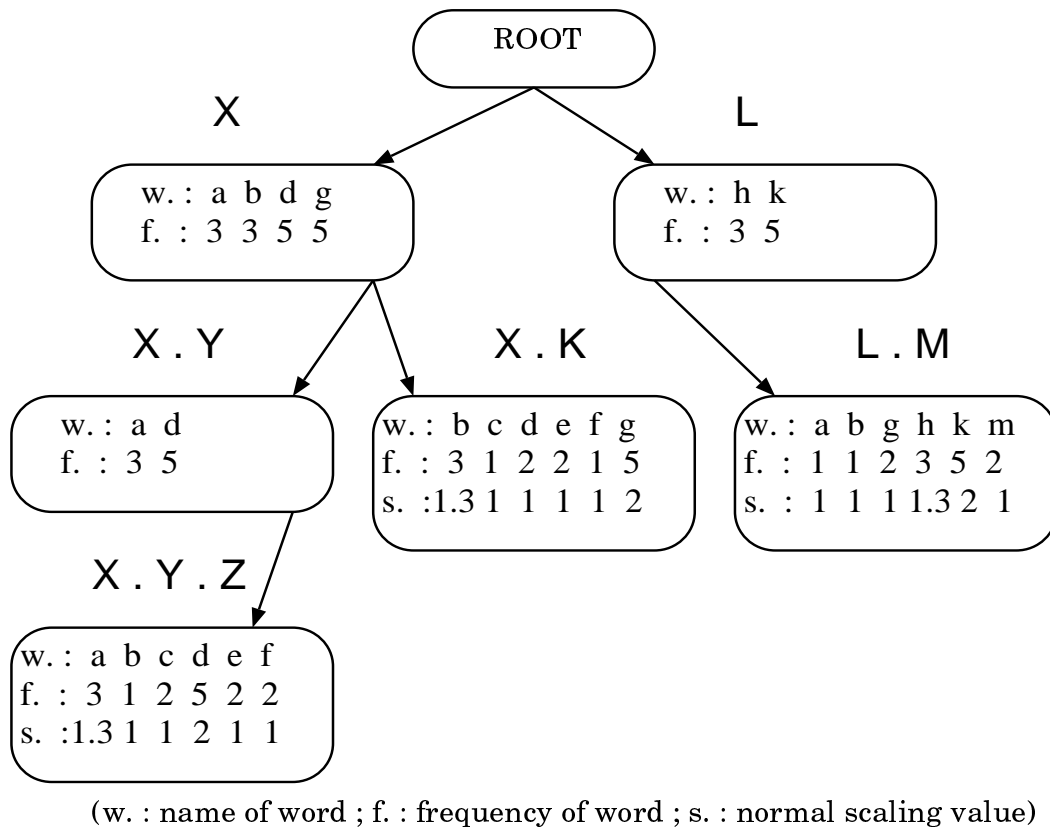 ROOT
X
L
w. : a b d g
f. : 3 3 5 5
w. : h k
f. : 3 5
X . Y
X . K
L . M
w. : a d
f. : 3 5
w. : b c d e f g
f. : 3 1 2 2 1 5
s. :1.3 1 1 1 1 2
w. : a b g h k m
f. : 1 1 2 3 5 2
s. : 1 1 1 1.3 2 1
X . Y . Z
w. : a b c d e f
f. : 3 1 2 5 2 2
s. :1.3 1 1 2 1 1
(w. : name of word ; f. : frequency of word ; s. : normal scaling value)